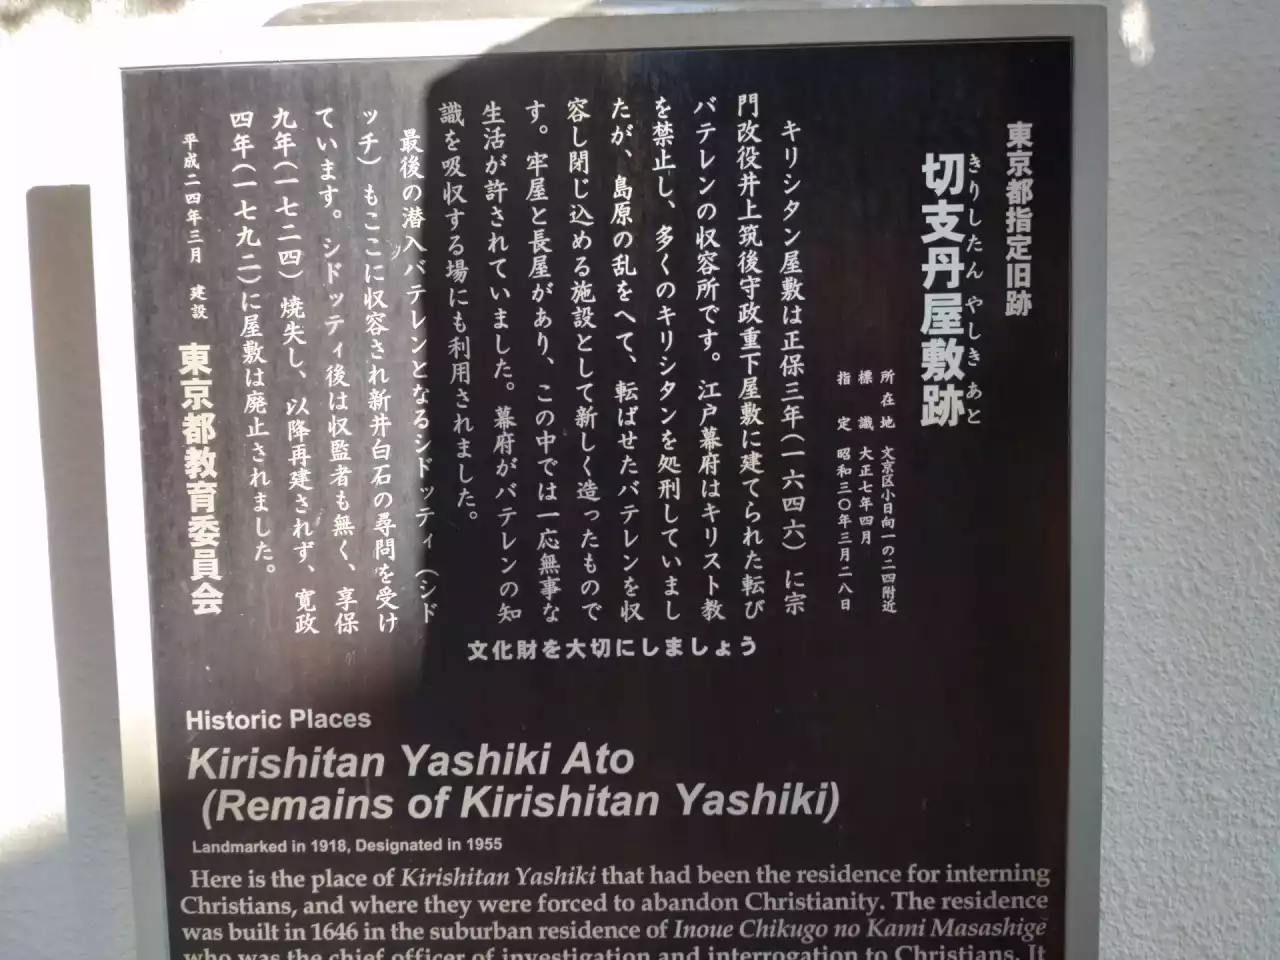 東京都指定旧跡
切支丹屋敷跡
きりしたんやしきあと
所在地 文京区小日向一の二四附近
標識 大正七年四月
指定 昭和三〇年三月二八日
キリシタン屋敷は正保三年(一六四六)に宗
門改役井上筑後守政重下屋敷に建てられた転び
バテレンの収容所です。江戸幕府はキリスト教
を禁止し、多くのキリシタンを処刑していまし
たが、島原の乱をへて、転ばせたバテレンを収
容し閉じ込める施設として新しく造ったもので
す。牢屋と長屋があり、この中では一応無事な
生活が許されていました。幕府がバテレンの知
識を吸収する場にも利用されました。
最後の潜入バテレンとなるシドッティ(シド
ッチ)もここに収容され新井白石の尋問を受け
ています。シドッティ後は収監者も無く、享保
九年(一七二四)焼失し、以降再建されず、寛政
四年(一七九二)に屋敷は廃止されました。
平成二四年三月 建設
東京都教育委員会
文化財を大切にしましょう
Historic Places
Kirishitan Yashiki Ato
(Remains of Kirishitan Yashiki)
Landmarked in 1918, Designated in 1955
Here is the place of Kirishitan Yashiki that had been the residence for interning
Christians, and where they were forced to abandon Christianity. The residence
was built in 1646 in the suburban residence of Inoue Chikugo no Kami Masashige
who was the chief officer of investigation and interrogation to Christians. It